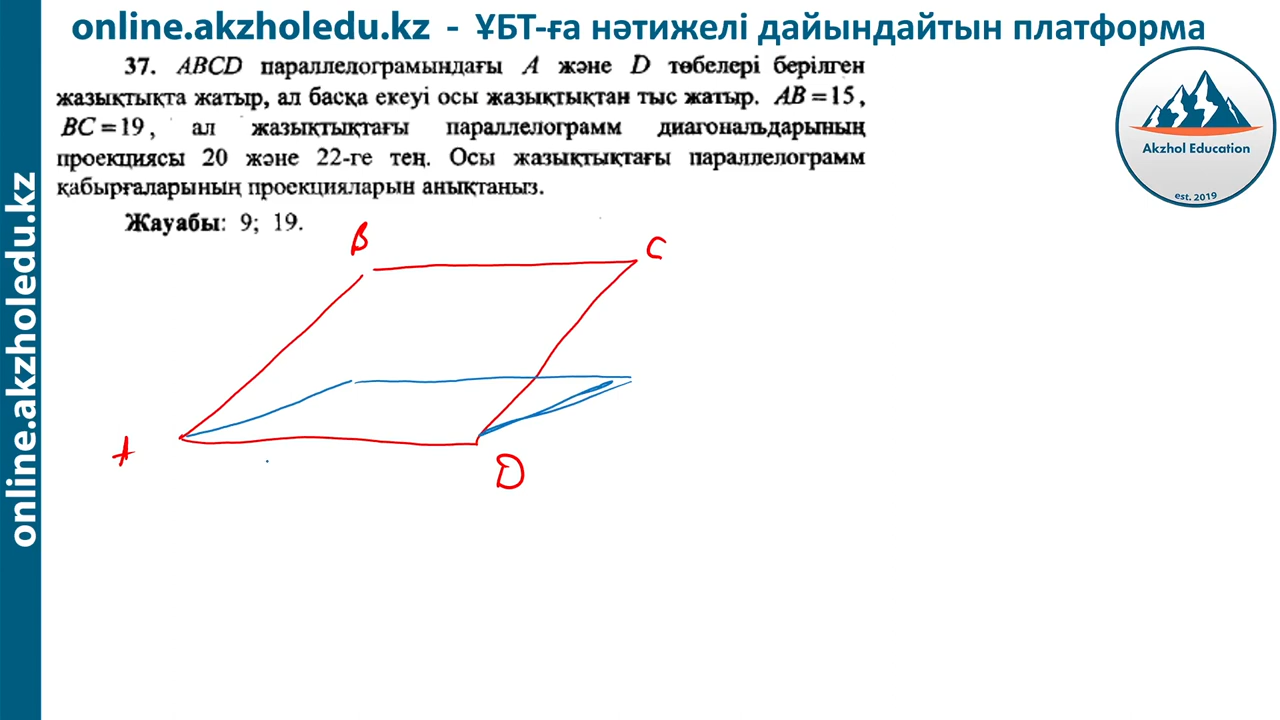 online.akzholedu.kz - ҰБТ-ға нәтижелі дайындайтын платформа
37. ABCD параллелограмындағы A және D төбелері берілген
жазықтықта жатыр, ал басқа екеуі осы жазықтықтан тыс жатыр. AB = 15,
BC = 19, ал жазықтықтағы параллелограмм диагональдарының
проекциясы 20 және 22-ге тең. Осы жазықтықтағы параллелограмм
қабырғаларының проекцияларын анықтаңыз.
Жауабы: 9; 19.
Akzhol Education
est. 2019
online.akzholedu.kz
B
C
A
D